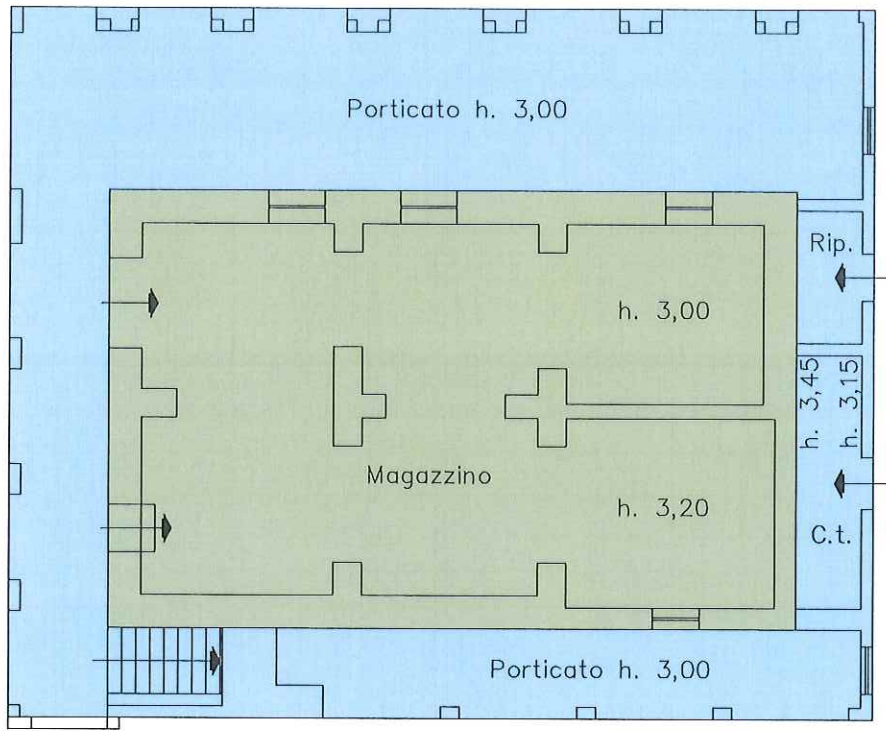 Porticato h. 3,00
Rip.
h. 3,00
h. 3,45
h. 3,15
Magazzino
h. 3,20
C.t.
Porticato h. 3,00